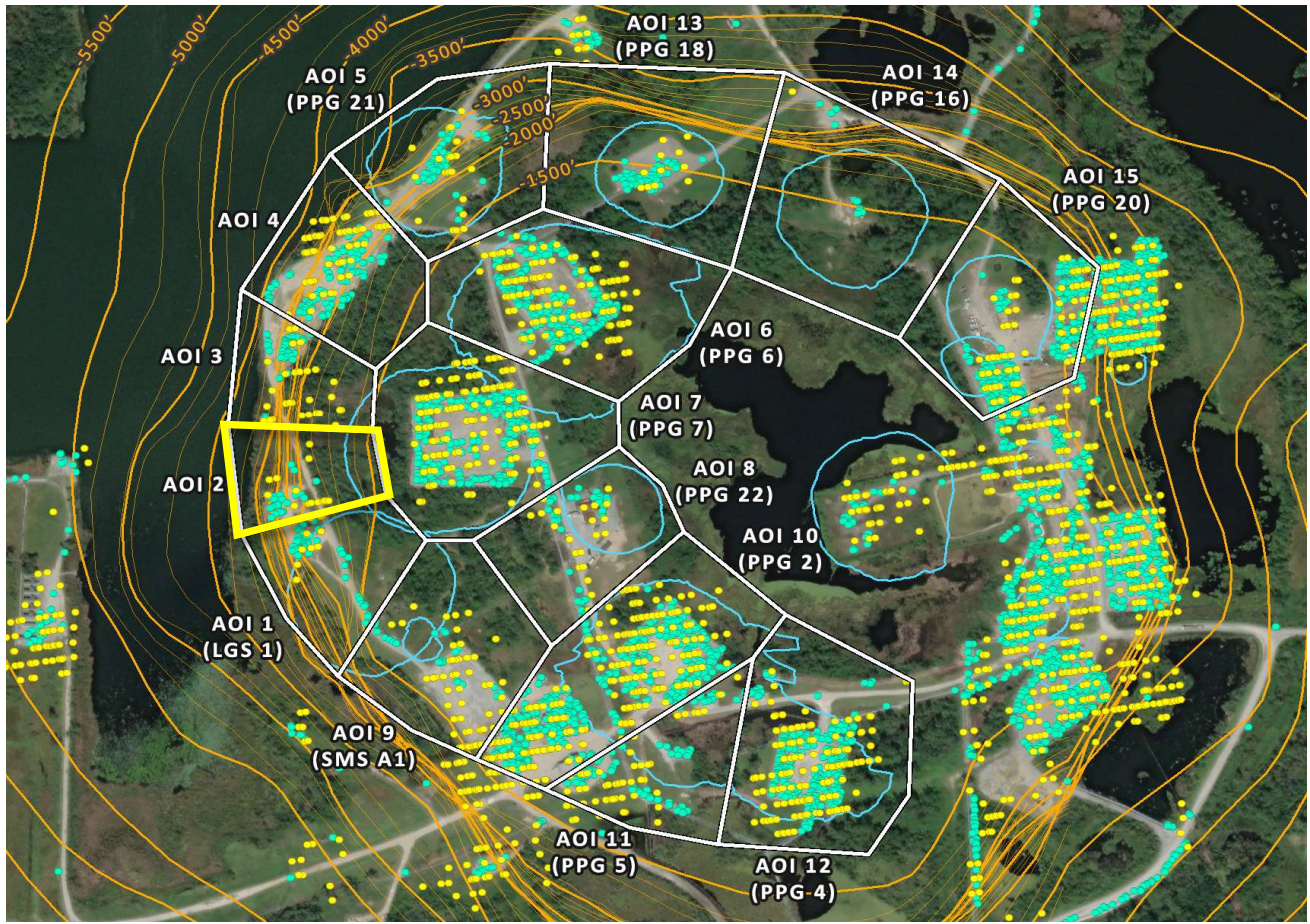 -5500'
-5000'
-4500'
-4000'
-3500'
-3000'
-2500'
-2000'
-1500'
AOI 13
(PPG 18)
AOI 5
(PPG 21)
AOI 14
(PPG 16)
AOI 15
(PPG 20)
AOI 4
AOI 3
AOI 6
(PPG 6)
AOI 7
(PPG 7)
AOI 2
AOI 8
(PPG 22)
AOI 10
(PPG 2)
AOI 1
(LGS 1)
AOI 9
(SMS A1)
AOI 11
(PPG 5)
AOI 12
(PPG 4)